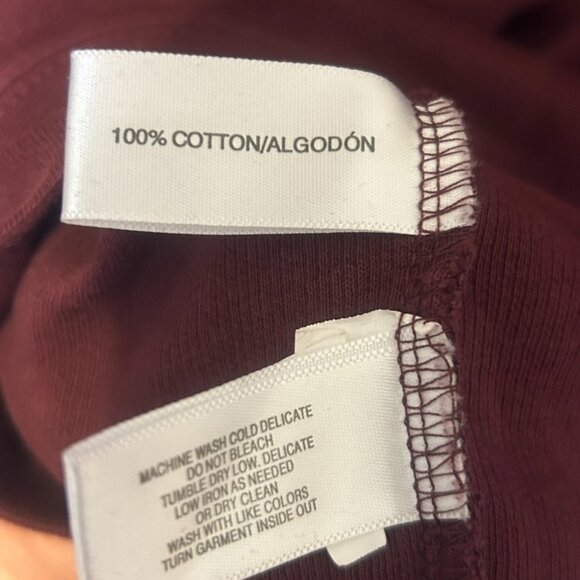 100% COTTON/ALGODÓN
MACHINE WASH COLD DELICATE
DO NOT BLEACH
TUMBLE DRY LOW. DELICATE
LOW IRON AS NEEDED
OR DRY CLEAN
WASH WITH LIKE COLORS
TURN GARMENT INSIDE OUT